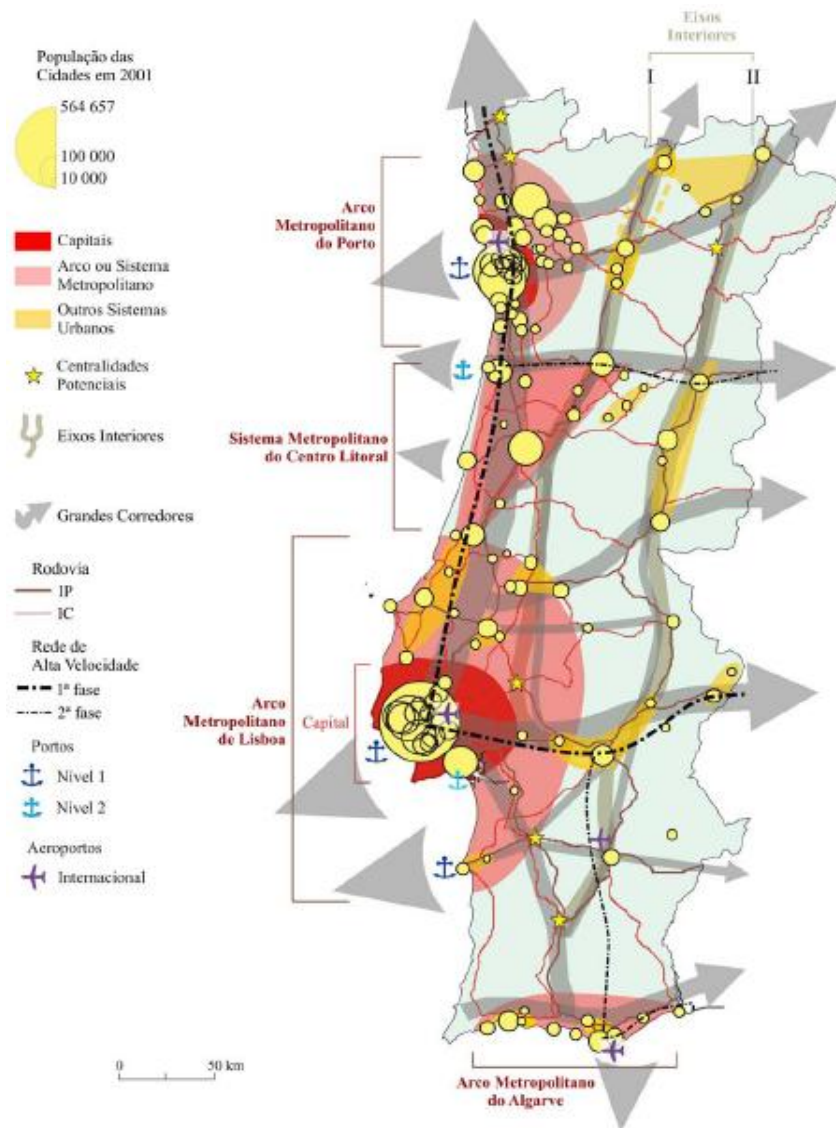 Eixos
Interiores
I II
População das
Cidades em 2001
564 657
100 000
10 000
Capitais
Arco ou Sistema
Metropolitano
Outros Sistemas
Urbanos
Centralidades
Potenciais
Eixos Interiores
Grandes Corredores
Rodovia
IP
IC
Rede de
Alta Velocidade
1ª fase
2ª fase
Portos
Nível 1
Nível 2
Aeroportos
Internacional
0 50 km
Arco
Metropolitano
do Porto
Sistema Metropolitano
do Centro Litoral
Arco
Metropolitano
de Lisboa
Capital
Arco Metropolitano
do Algarve